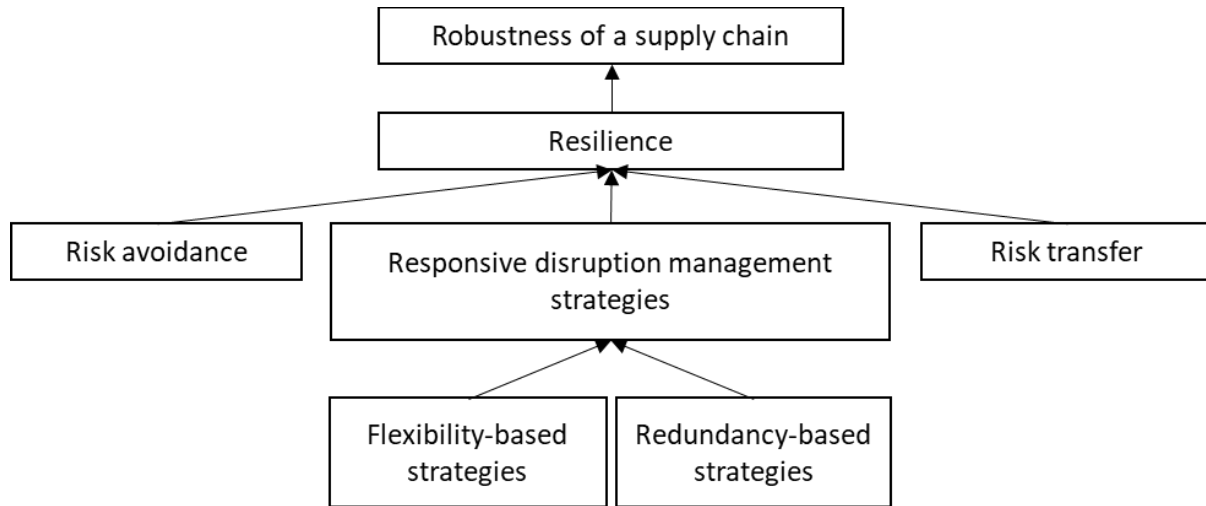 Robustness of a supply chain
Resilience
Risk avoidance
Responsive disruption management
strategies
Risk transfer
Flexibility-based
strategies
Redundancy-based
strategies